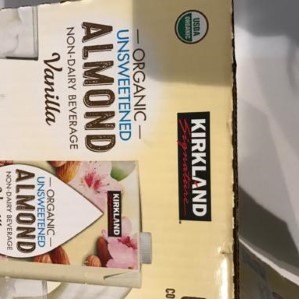 USDA
ORGANIC
KIRKLAND
Signature
ORGANIC
UNSWEETENED
ALMOND
NON-DAIRY BEVERAGE
Vanilla
KIRKLAND
ORGANIC
UNSWEETENED
ALMOND
NON-DAIRY BEVERAGE